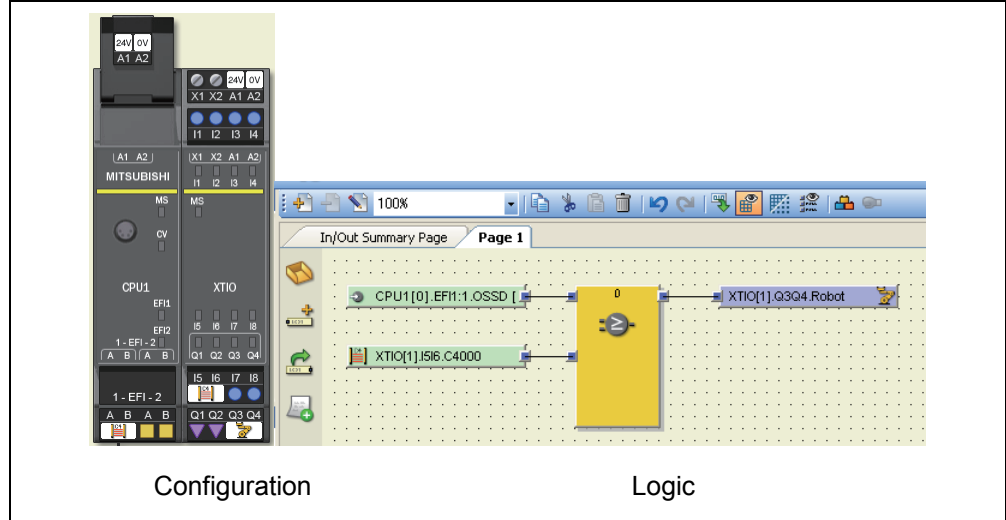 24V 0V
A1 A2
24V 0V
X1 X2 A1 A2
I1 I2 I3 I4
A1 A2
X1 X2 A1 A2
MITSUBISHI
I1 I2 I3 I4
MS
MS
CV
CPU1
XTIO
EFI1
EFI2
I5 I6 I7 I8
1 - EFI - 2
A B A B
Q1 Q2 Q3 Q4
I5 I6 I7 I8
C4
1 - EFI - 2
A B A B
Q1 Q2 Q3 Q4
100%
In/Out Summary Page
Page 1
CPU1[0].EFI1:1.OSSD [
0
XTIO[1].Q3Q4.Robot
≥
XTIO[1].I5I6.C4000
Configuration
Logic